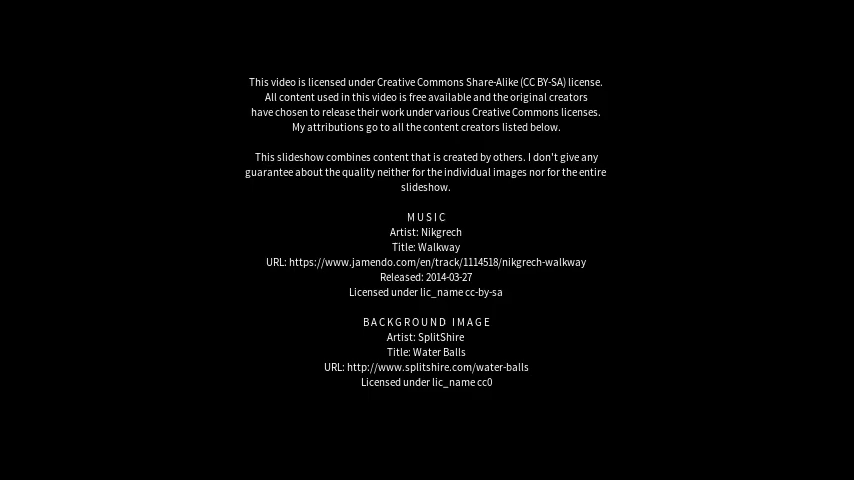 This video is licensed under Creative Commons Share-Alike (CC BY-SA) license.
All content used in this video is free available and the original creators
have chosen to release their work under various Creative Commons licenses.
My attributions go to all the content creators listed below.
This slideshow combines content that is created by others. I don't give any
guarantee about the quality neither for the individual images nor for the entire
slideshow.
M U S I C
Artist: Nikgrech
Title: Walkway
URL: https://www.jamendo.com/en/track/1114518/nikgrech-walkway
Released: 2014-03-27
Licensed under lic_name cc-by-sa
B A C K G R O U N D  I M A G E
Artist: SplitShire
Title: Water Balls
URL: http://www.splitshire.com/water-balls
Licensed under lic_name cc0